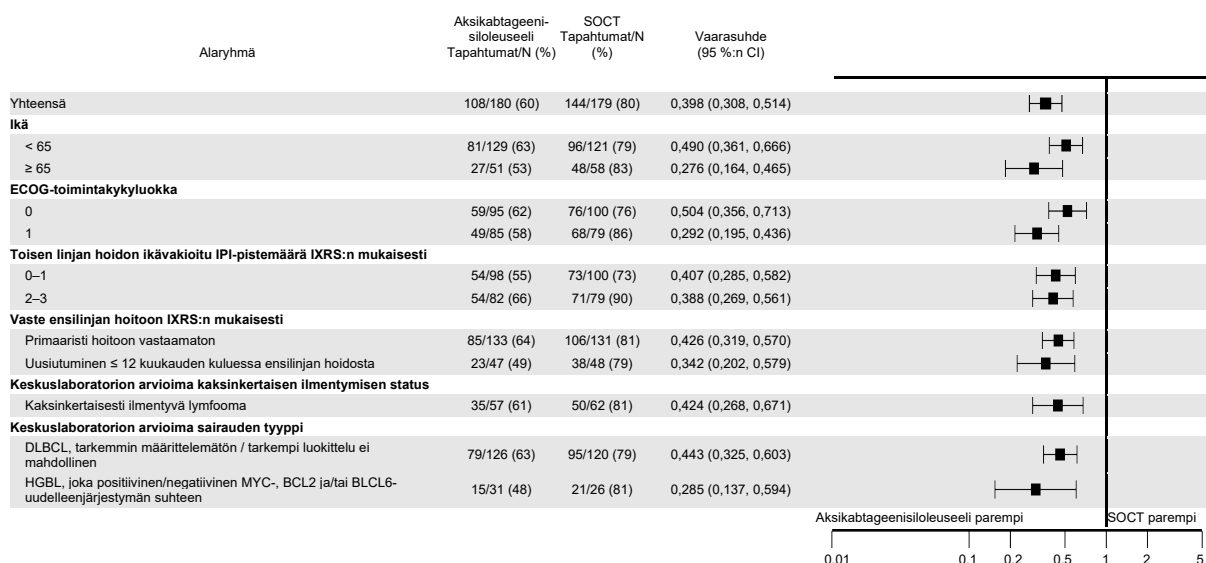 Alaryhmä
Aksikabtageeni-
siloleuseeli
Tapahtumat/N (%)
SOCT
Tapahtumat/N
(%)
Vaarasuhde
(95 %:n CI)
Yhteensä 108/180 (60) 144/179 (80) 0,398 (0,308, 0,514)
Ikä
< 65 81/129 (63) 96/121 (79) 0,490 (0,361, 0,666)
≥ 65 27/51 (53) 48/58 (83) 0,276 (0,164, 0,465)
ECOG-toimintakykyluokka
0 59/95 (62) 76/100 (76) 0,504 (0,356, 0,713)
1 49/85 (58) 68/79 (86) 0,292 (0,195, 0,436)
Toisen linjan hoidon ikävakioitu IPI-pistemäärä IXRS:n mukaisesti
0–1 54/98 (55) 73/100 (73) 0,407 (0,285, 0,582)
2–3 54/82 (66) 71/79 (90) 0,388 (0,269, 0,561)
Vaste ensilinjan hoitoon IXRS:n mukaisesti
Primaaristi hoitoon vastaamaton 85/133 (64) 106/131 (81) 0,426 (0,319, 0,570)
Uusiutuminen ≤ 12 kuukauden kuluessa ensilinjan hoidosta 23/47 (49) 38/48 (79) 0,342 (0,202, 0,579)
Keskuslaboratorion arvioima kaksinkertaisen ilmentymisen status
Kaksinkertaisesti ilmentyvä lymfooma 35/57 (61) 50/62 (81) 0,424 (0,268, 0,671)
Keskuslaboratorion arvioima sairauden tyyppi
DLBCL, tarkemmin määrittelemätön / tarkempi luokittelu ei
mahdollinen 79/126 (63) 95/120 (79) 0,443 (0,325, 0,603)
HGBL, joka positiivinen/negatiivinen MYC-, BCL2 ja/tai BLCL6-
uudelleenjärjestymän suhteen 15/31 (48) 21/26 (81) 0,285 (0,137, 0,594)
Aksikabtageenisiloleuseeli parempi SOCT parempi
0.01 0.1 0.2 0.5 1 2 5